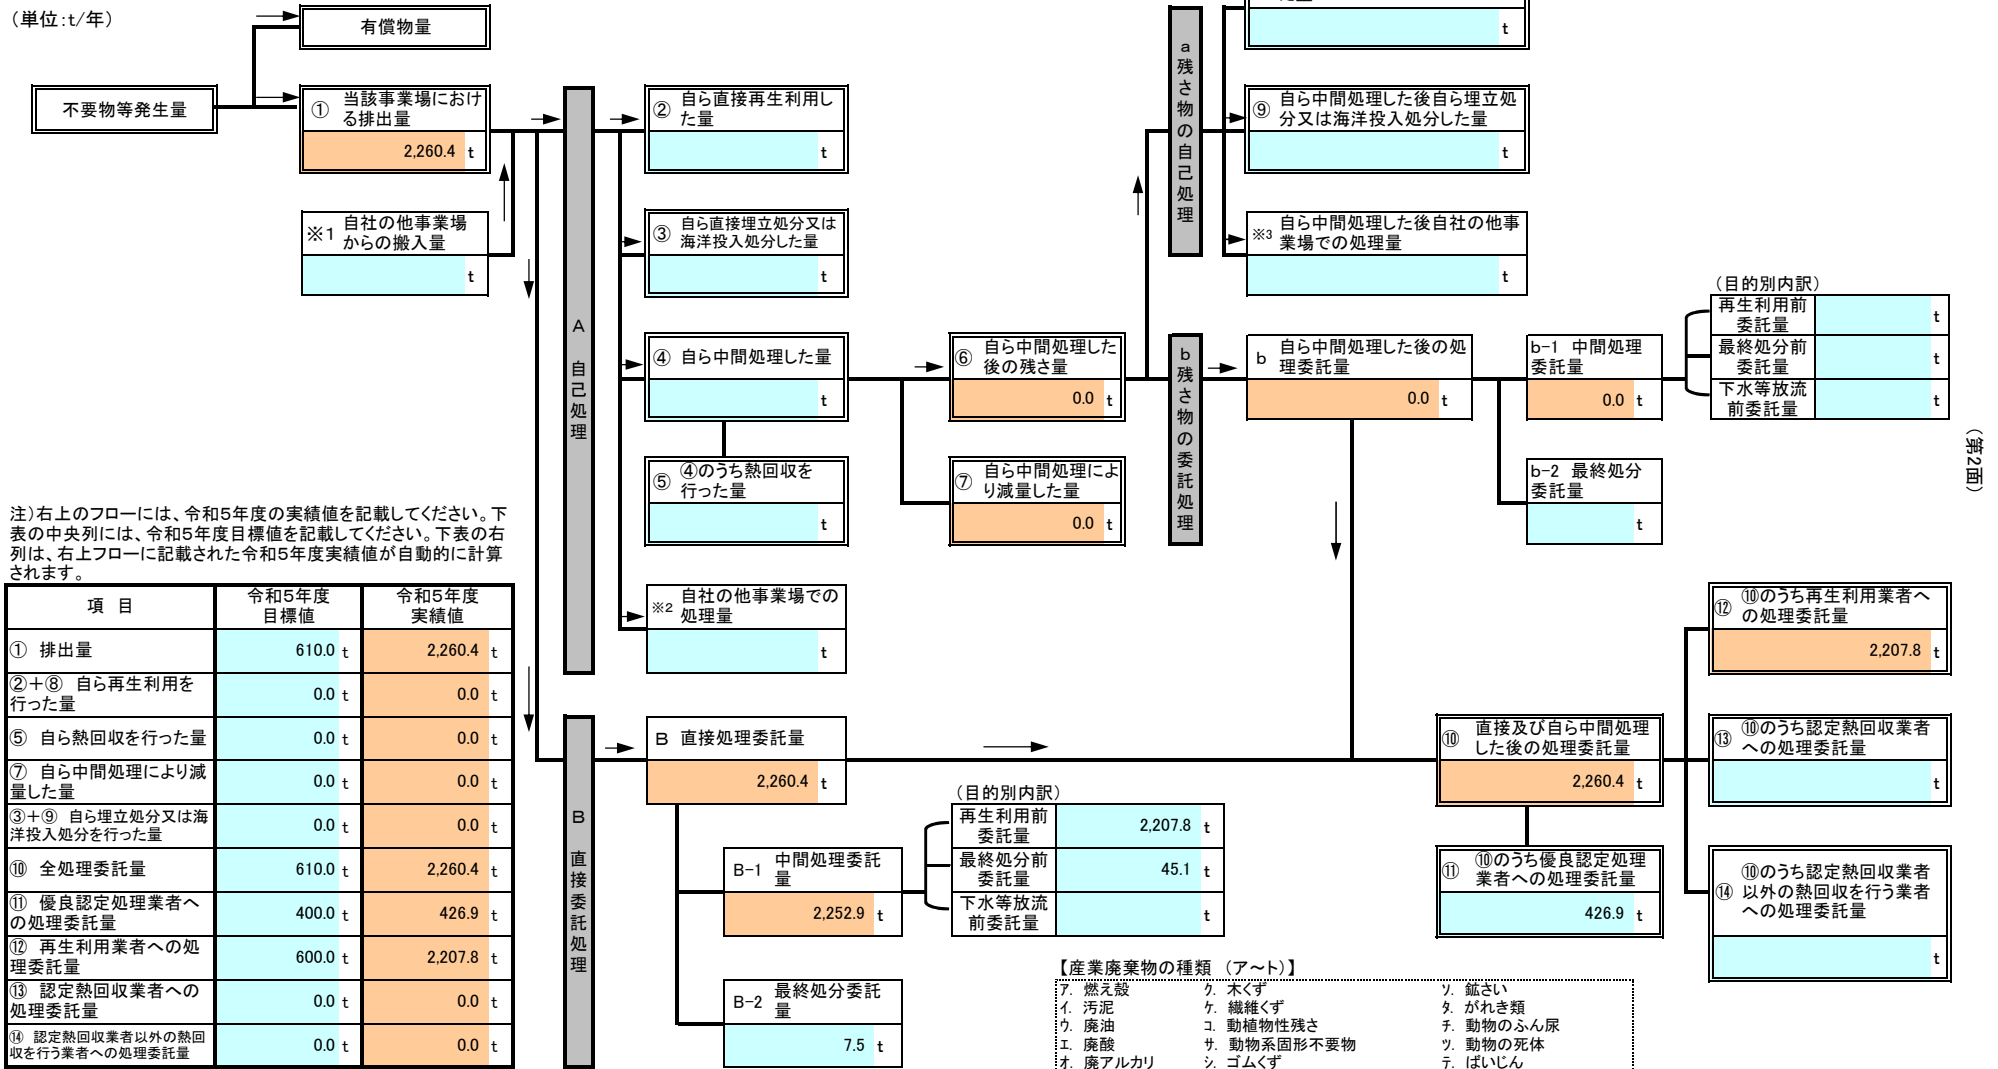 (単位:t/年)
有償物量
不要物等発生量
① 当該事業場におけ
る排出量
2,260.4 t
※1 自社の他事業場
からの搬入量
t
A 自己処理
② 自ら直接再生利用し
た量
t
③ 自ら直接埋立処分又は
海洋投入処分した量
t
④ 自ら中間処理した量
t
⑤ ④のうち熱回収を
行った量
t
※2 自社の他事業場での
処理量
t
⑥ 自ら中間処理した
後の残さ量
0.0 t
⑦ 自ら中間処理によ
り減量した量
0.0 t
a 残さ物の自己処理
t
⑨ 自ら中間処理した後自ら埋立処
分又は海洋投入処分した量
t
※3 自ら中間処理した後自社の他事
業場での処理量
t
b 残さ物の委託処理
b 自ら中間処理した後の処
理委託量
0.0 t
b-1 中間処理
委託量
0.0 t
(目的別内訳)
再生利用前
委託量
t
最終処分前
委託量
t
下水等放流
前委託量
t
b-2 最終処分
委託量
t
(第2面)
注)右上のフローには、令和5年度の実績値を記載してください。下
表の中央列には、令和5年度目標値を記載してください。下表の右
列は、右上フローに記載された令和5年度実績値が自動的に計算
されます。
項 目 令和5年度 目標値 令和5年度 実績値
① 排出量 610.0 t 2,260.4 t
②+⑧ 自ら再生利用を
行った量 0.0 t 0.0 t
⑤ 自ら熱回収を行った量 0.0 t 0.0 t
⑦ 自ら中間処理により減
量した量 0.0 t 0.0 t
③+⑨ 自ら埋立処分又は海
洋投入処分を行った量 0.0 t 0.0 t
⑩ 全処理委託量 610.0 t 2,260.4 t
⑪ 優良認定処理業者へ
の処理委託量 400.0 t 426.9 t
⑫ 再生利用業者への処
理委託量 600.0 t 2,207.8 t
⑬ 認定熱回収業者への
処理委託量 0.0 t 0.0 t
⑭ 認定熱回収業者以外の熱回
収を行う業者への処理委託量 0.0 t 0.0 t
B 直接委託処理
B 直接処理委託量
2,260.4 t
B-1 中間処理委託
量
2,252.9 t
(目的別内訳)
再生利用前
委託量
2,207.8 t
最終処分前
委託量
45.1 t
下水等放流
前委託量
t
B-2 最終処分委託
量
7.5 t
⑩ 直接及び自ら中間処理
した後の処理委託量
2,260.4 t
⑪ ⑩のうち優良認定処理
業者への処理委託量
426.9 t
⑫ ⑩のうち再生利用業者へ
の処理委託量
2,207.8 t
⑬ ⑩のうち認定熱回収業者
への処理委託量
t
⑭ ⑩のうち認定熱回収業者
以外の熱回収を行う業者
への処理委託量
t
【産業廃棄物の種類 (ア~ト)】
ア. 燃え殻 ク. 木くず ソ. 鉱さい
イ. 汚泥 ケ. 繊維くず タ. がれき類
ウ. 廃油 コ. 動植物性残さ チ. 動物のふん尿
エ. 廃酸 サ. 動物系固形不要物 ツ. 動物の死体
オ. 廃アルカリ シ. ゴムくず テ. ばいじん